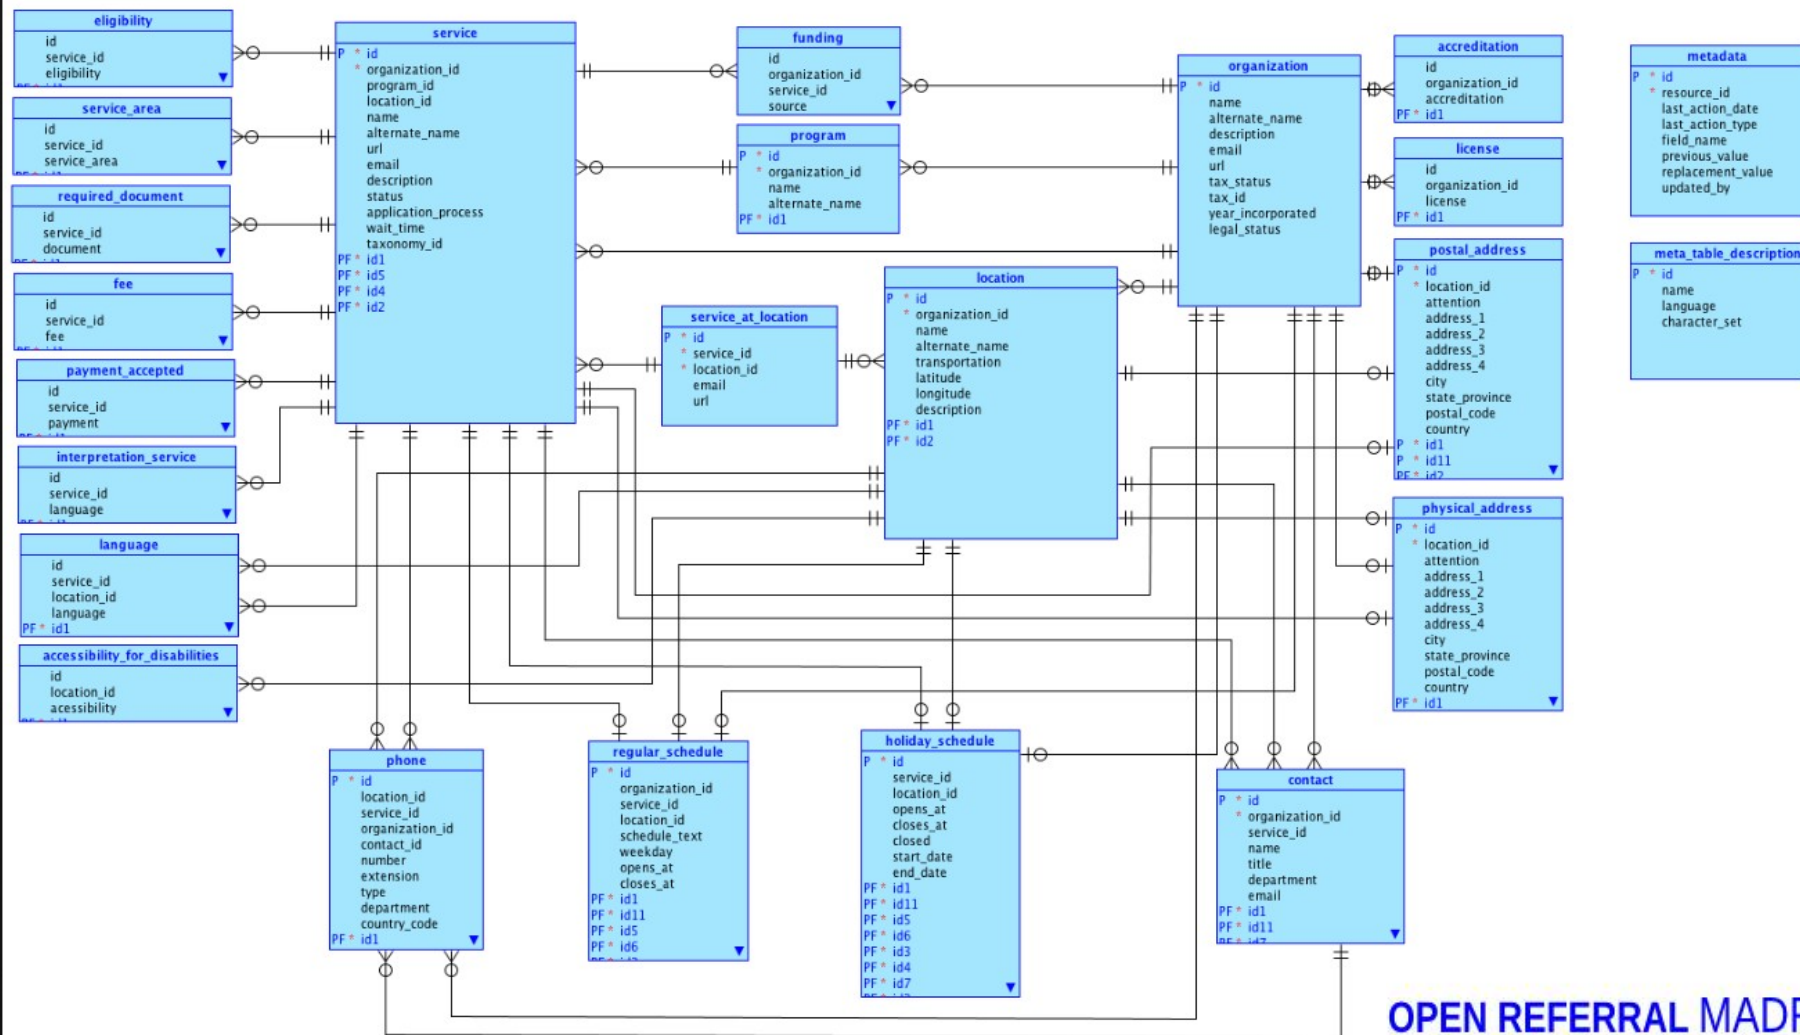 eligibility
id
service_id
eligibility
service_area
id
service_id
service_area
required_document
id
service_id
document
fee
id
service_id
fee
payment_accepted
id
service_id
payment
interpretation_service
id
service_id
language
language
id
service_id
location_id
language
PF * id1
accessibility_for_disabilities
id
location_id
acessibility
service
P * id
* organization_id
program_id
location_id
name
alternate_name
url
email
description
status
application_process
wait_time
taxonomy_id
PF * id1
PF * id5
PF * id4
PF * id2
funding
id
organization_id
service_id
source
program
P * id
* organization_id
name
alternate_name
PF * id1
service_at_location
P * id
* service_id
* location_id
email
url
location
P * id
* organization_id
name
alternate_name
transportation
latitude
longitude
description
PF * id1
PF * id2
organization
P * id
name
alternate_name
description
email
url
tax_status
tax_id
year_incorporated
legal_status
accreditation
id
organization_id
accreditation
PF * id1
license
id
organization_id
license
PF * id1
postal_address
P * id
* location_id
attention
address_1
address_2
address_3
address_4
city
state_province
postal_code
country
P * id1
P * id11
PF * id2
physical_address
P * id
* location_id
attention
address_1
address_2
address_3
address_4
city
state_province
postal_code
country
PF * id1
metadata
P * id
* resource_id
last_action_date
last_action_type
field_name
previous_value
replacement_value
updated_by
meta_table_description
P * id
name
language
character_set
phone
P * id
location_id
service_id
organization_id
contact_id
number
extension
type
department
country_code
PF * id1
regular_schedule
P * id
organization_id
service_id
location_id
schedule_text
weekday
opens_at
closes_at
PF * id1
PF * id11
PF * id5
PF * id6
holiday_schedule
P * id
service_id
location_id
opens_at
closes_at
closed
start_date
end_date
PF * id1
PF * id11
PF * id5
PF * id6
PF * id3
PF * id4
PF * id7
contact
P * id
* organization_id
service_id
name
title
department
email
PF * id1
PF * id11
PF * id7
OPEN REFERRAL